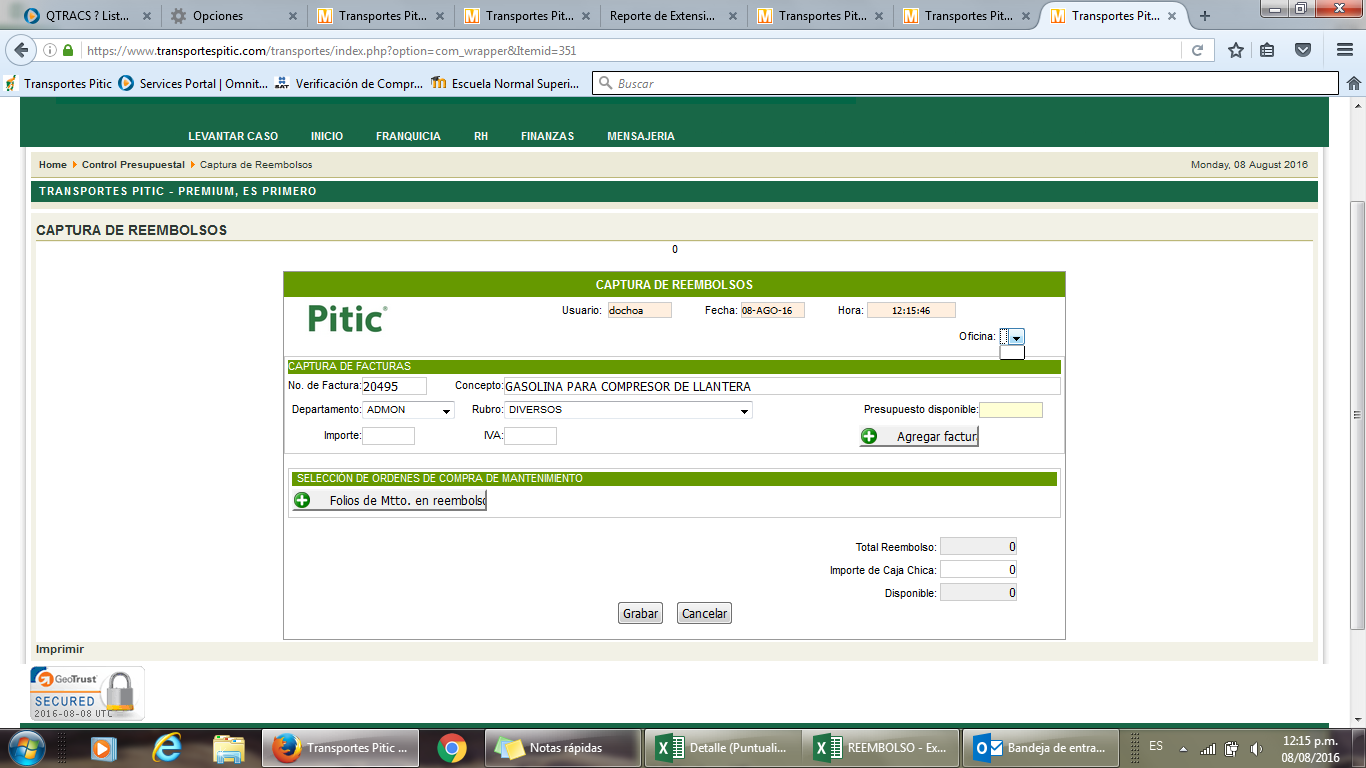 QTRACS ? List...
Opciones
Transportes Pit...
Transportes Pit...
Reporte de Extensi...
Transportes Pit...
Transportes Pit...
Transportes Pit...
https://www.transportespitic.com/transportes/index.php?option=com_wrapper&Itemid=351
Transportes Pitic
Services Portal | Omnit...
Verificación de Compr...
Escuela Normal Superi...
Buscar
LEVANTAR CASO INICIO FRANQUICIA RH FINANZAS MENSAJERIA
Home Control Presupuestal Captura de Reembolsos
Monday, 08 August 2016
TRANSPORTES PITIC - PREMIUM, ES PRIMERO
CAPTURA DE REEMBOLSOS
0
CAPTURA DE REEMBOLSOS
Pitic®
Usuario: dochoa Fecha: 08-AGO-16 Hora: 12:15:46
Oficina:
CAPTURA DE FACTURAS
No. de Factura: 20495 Concepto: GASOLINA PARA COMPRESOR DE LLANTERA
Departamento: ADMON Rubro: DIVERSOS Presupuesto disponible:
Importe: IVA: Agregar factura
SELECCIÓN DE ORDENES DE COMPRA DE MANTENIMIENTO
Folios de Mtto. en reembolso
Total Reembolso: 0
Importe de Caja Chica: 0
Disponible: 0
Grabar Cancelar
Imprimir
GeoTrust
SECURED
2016-08-08 UTC
Transportes Pitic ...
Notas rápidas
Detalle (Puntuali...
REEMBOLSO - Ex...
Bandeja de entra...
ES
12:15 p.m.
08/08/2016